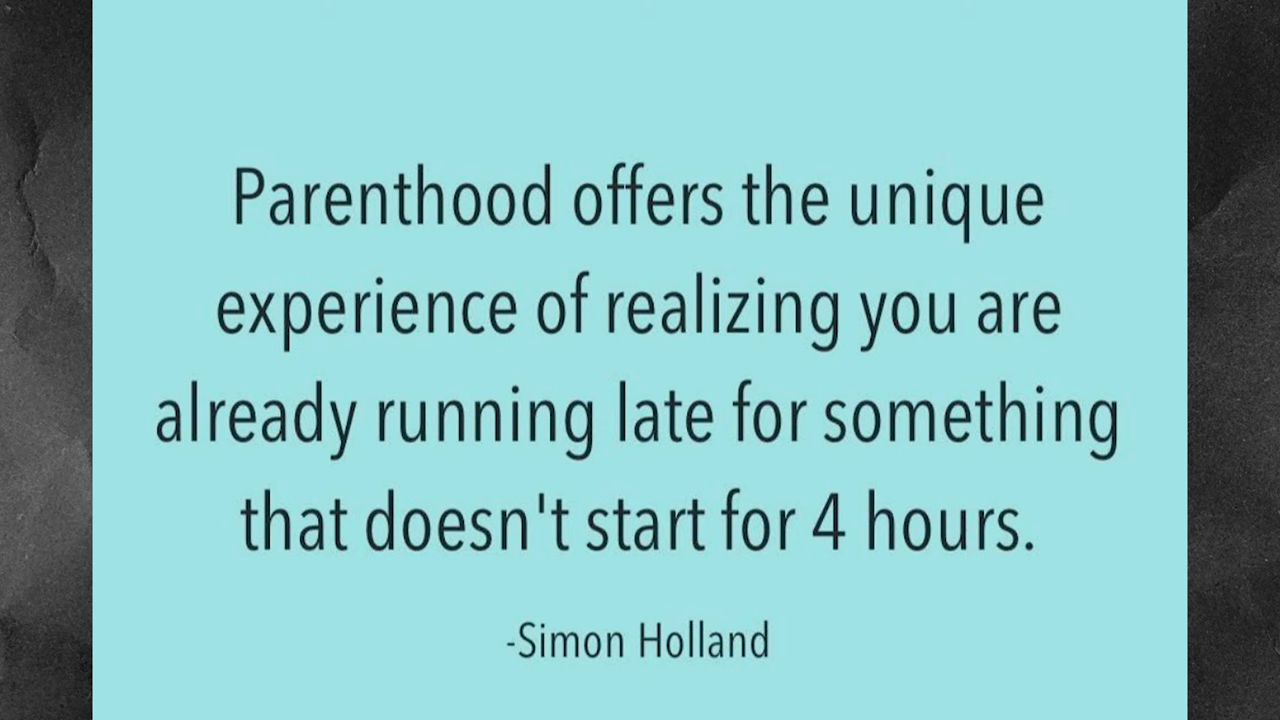 Parenthood offers the unique
experience of realizing you are
already running late for something
that doesn't start for 4 hours.
-Simon Holland